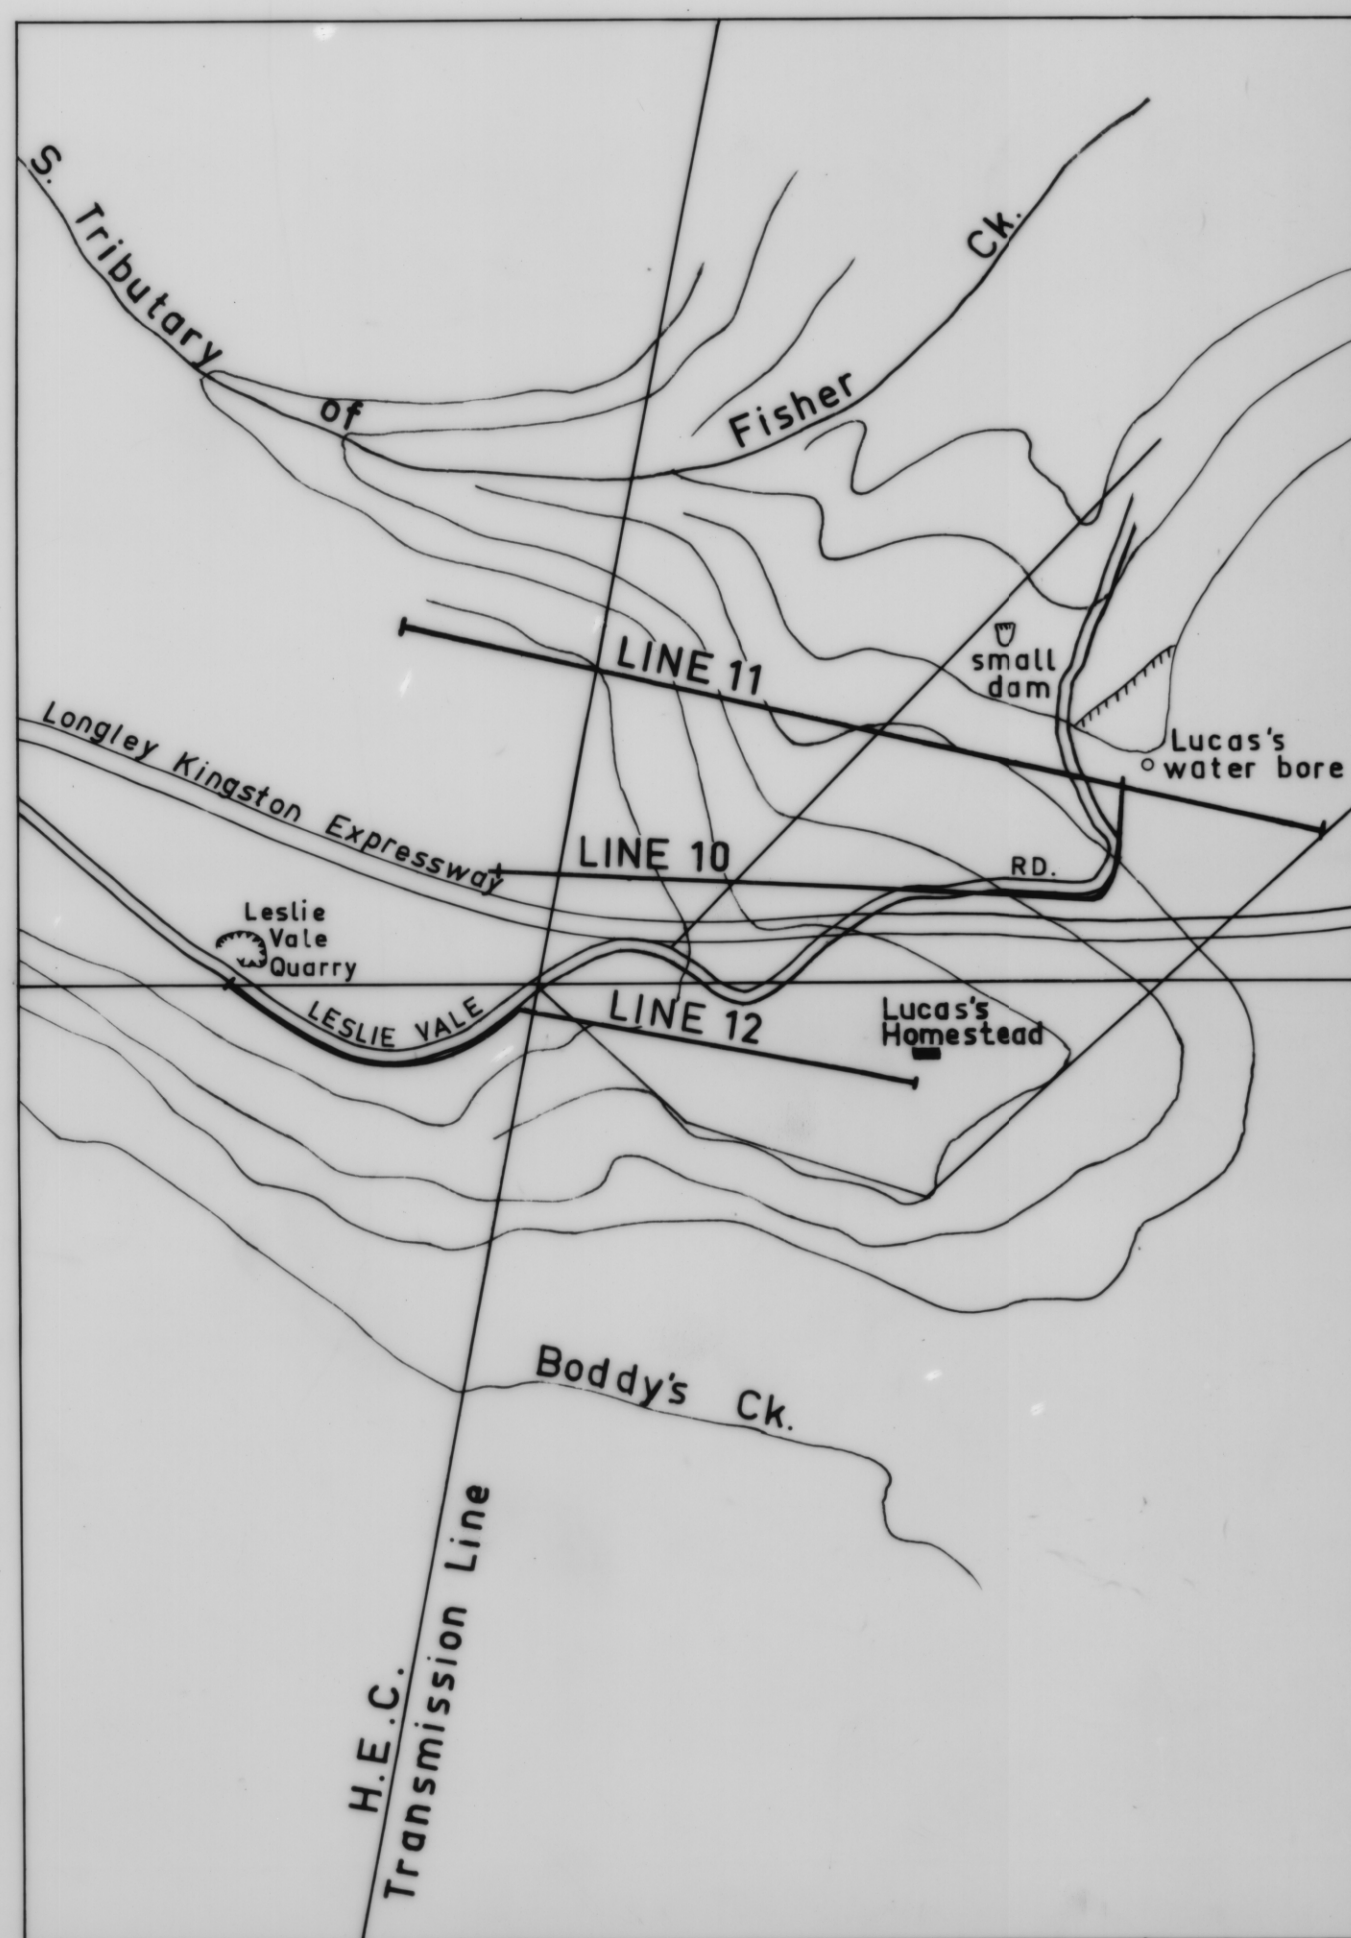 S. Tributary of Fisher Ck.
LINE 11
small
dam
Lucas's
water bore
Longley Kingston Expressway
LINE 10
RD.
Leslie
Vale
Quarry
LESLIE VALE
LINE 12
Lucas's
Homestead
Boddy's Ck.
H.E.C.
Transmission Line